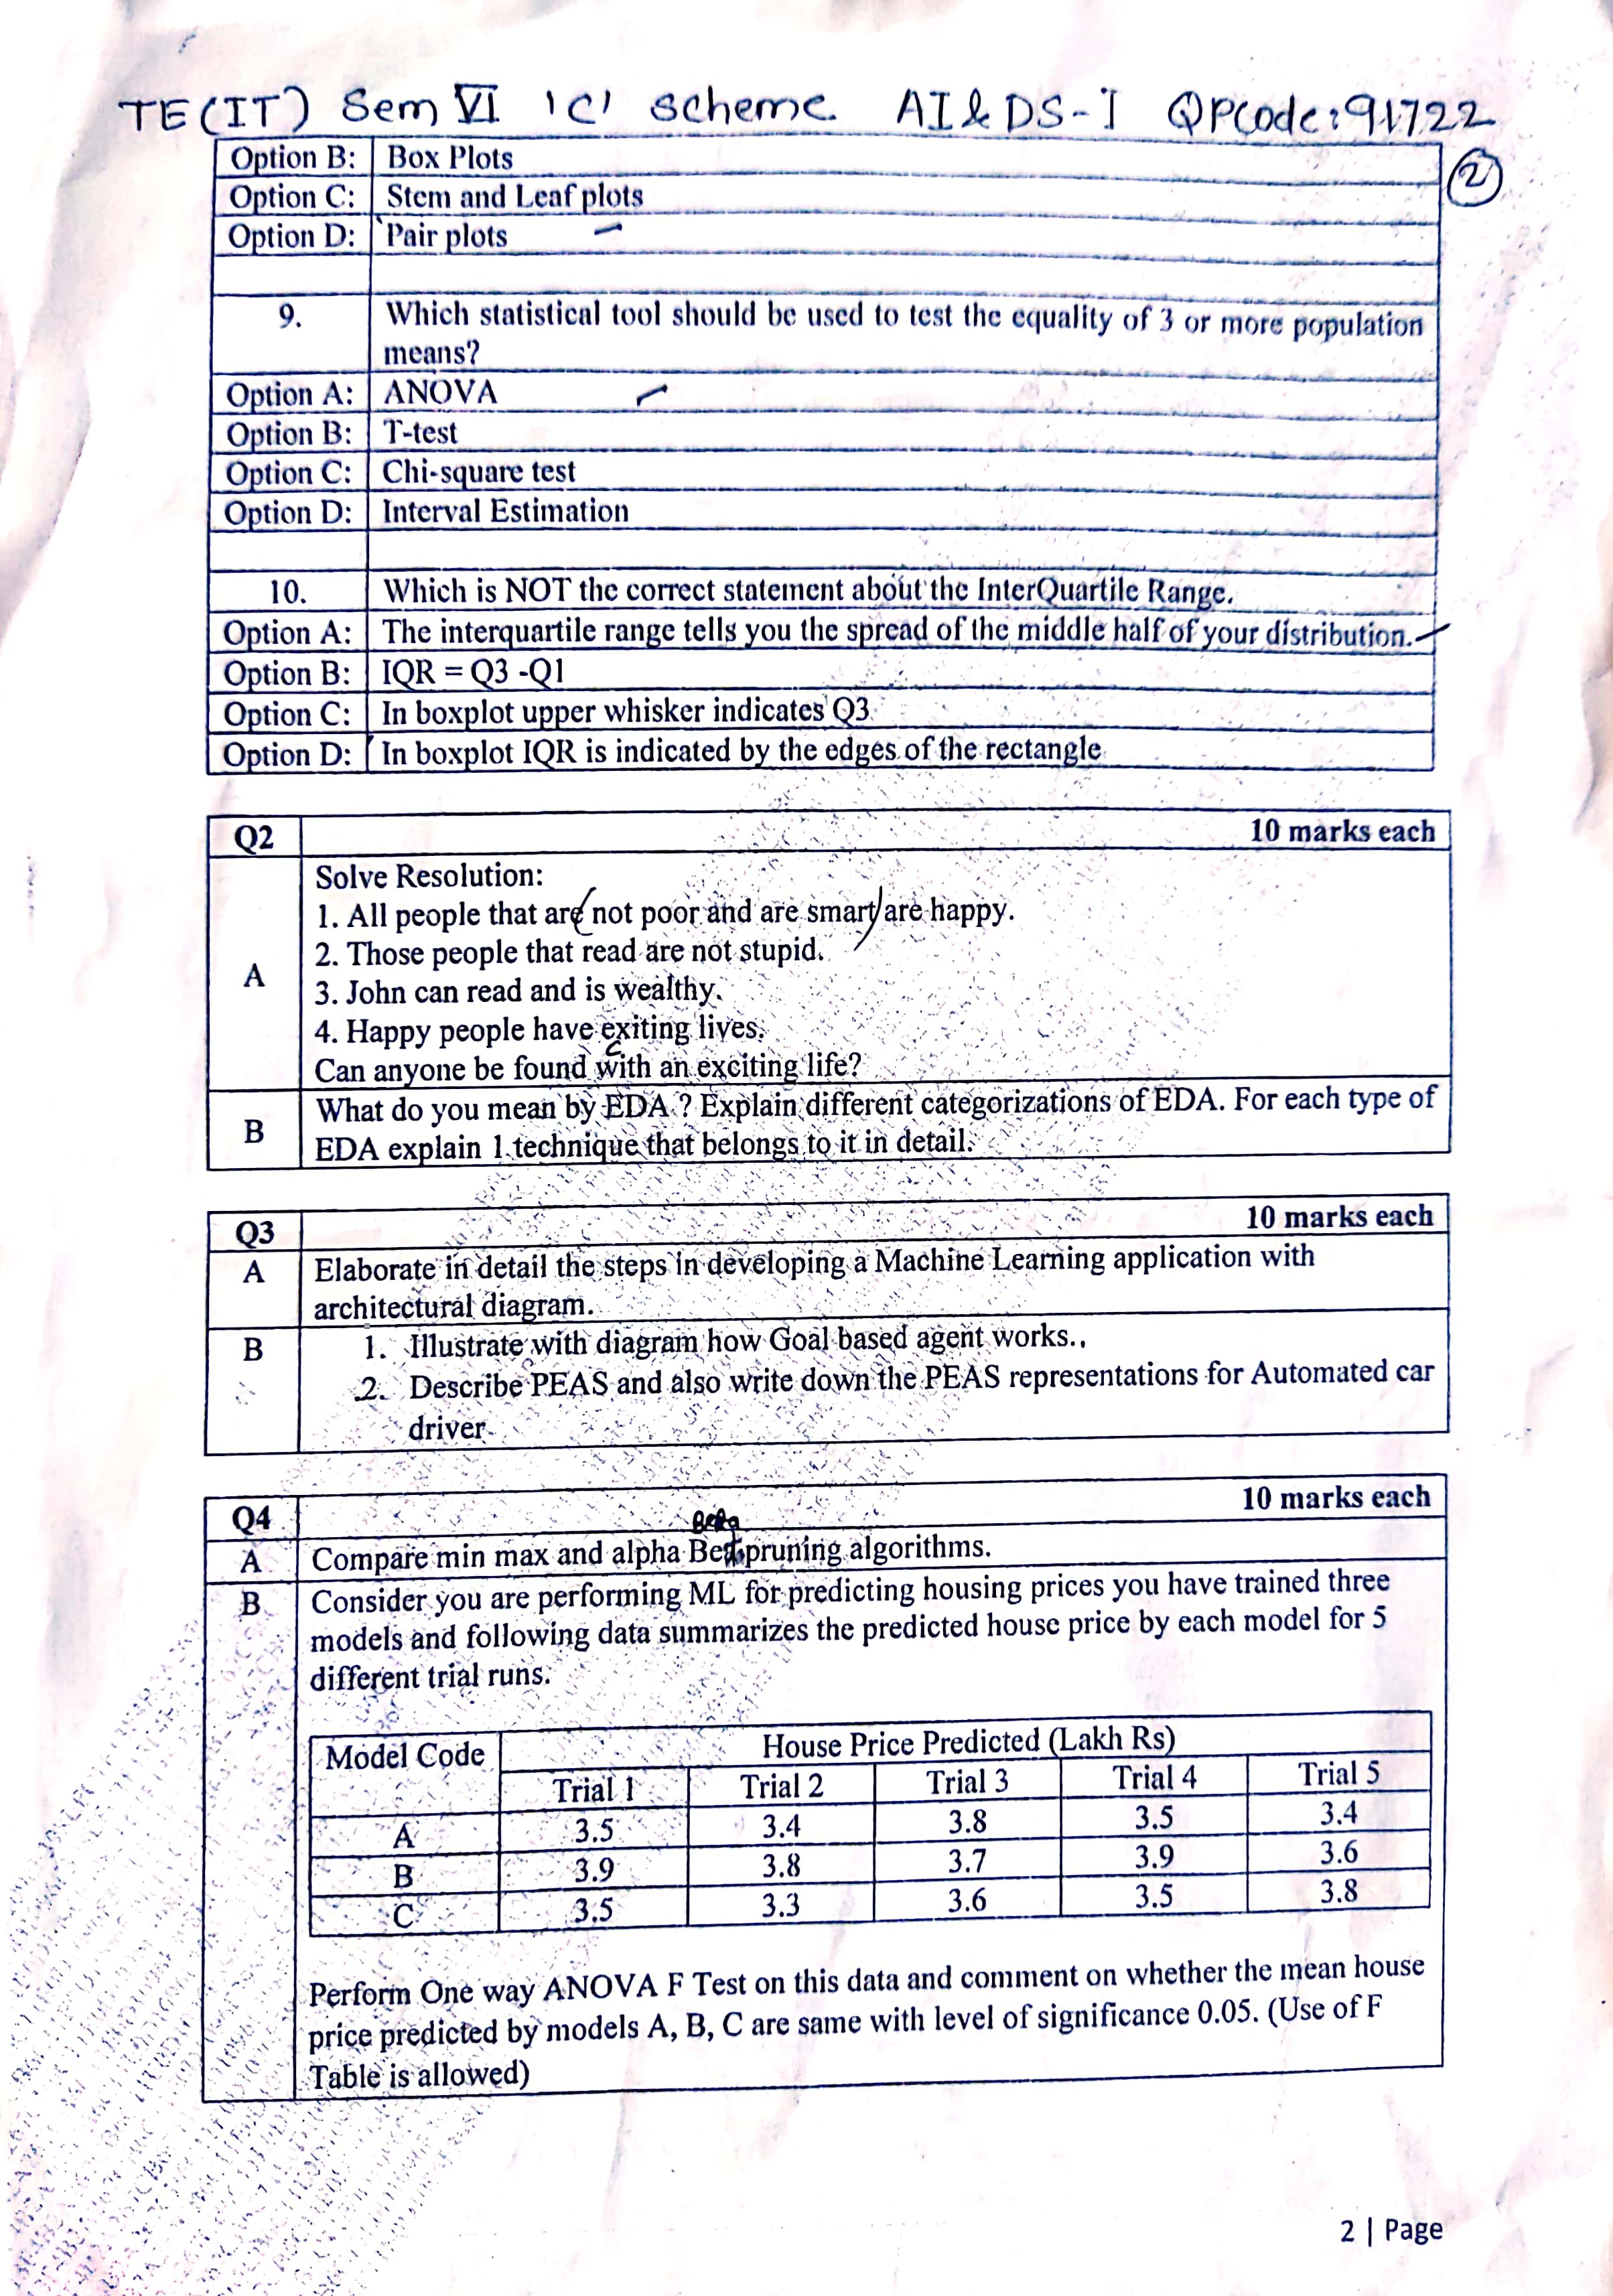 TE(IT) Sem VI 'C' scheme AI & DS-I QPCode: 91722
2
Option B: Box Plots
Option C: Stem and Leaf plots
Option D: Pair plots
9. Which statistical tool should be used to test the equality of 3 or more population
means?
Option A: ANOVA
Option B: T-test
Option C: Chi-square test
Option D: Interval Estimation
10. Which is NOT the correct statement about the InterQuartile Range.
Option A: The interquartile range tells you the spread of the middle half of your distribution.
Option B: IQR = Q3 -Q1
Option C: In boxplot upper whisker indicates Q3
Option D: In boxplot IQR is indicated by the edges of the rectangle
Q2 10 marks each
A Solve Resolution:
1. All people that are not poor and are smart are happy.
2. Those people that read are not stupid.
3. John can read and is wealthy.
4. Happy people have exiting lives.
c
Can anyone be found with an exciting life?
B What do you mean by EDA ? Explain different categorizations of EDA. For each type of
EDA explain 1 technique that belongs to it in detail.
Q3 10 marks each
A Elaborate in detail the steps in developing a Machine Learning application with
architectural diagram.
B 1. Illustrate with diagram how Goal based agent works..
2. Describe PEAS and also write down the PEAS representations for Automated car
driver
Q4 10 marks each
Beta
A Compare min max and alpha Beta pruning algorithms.
B Consider you are performing ML for predicting housing prices you have trained three
models and following data summarizes the predicted house price by each model for 5
different trial runs.
Model Code House Price Predicted (Lakh Rs)
Trial 1 Trial 2 Trial 3 Trial 4 Trial 5
A 3.5 3.4 3.8 3.5 3.4
B 3.9 3.8 3.7 3.9 3.6
C 3.5 3.3 3.6 3.5 3.8
Perform One way ANOVA F Test on this data and comment on whether the mean house
price predicted by models A, B, C are same with level of significance 0.05. (Use of F
Table is allowed)
2 | Page